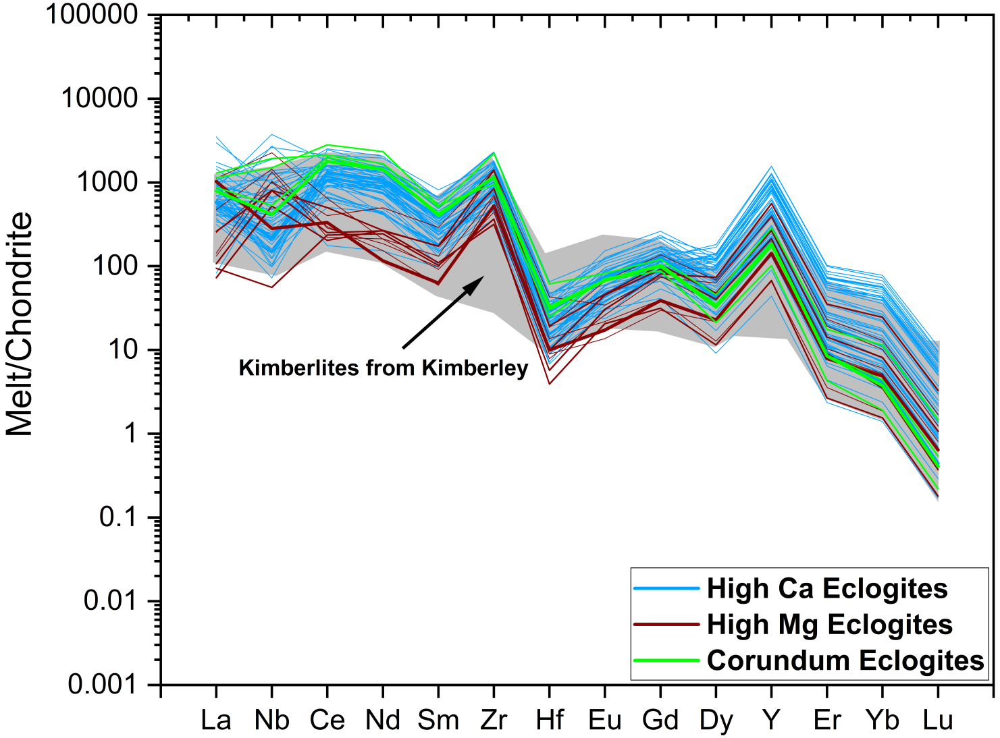 100000
10000
1000
100
10
1
0.1
0.01
0.001
Melt/Chondrite
Kimberlites from Kimberley
High Ca Eclogites
High Mg Eclogites
Corundum Eclogites
La Nb Ce Nd Sm Zr Hf Eu Gd Dy Y Er Yb Lu